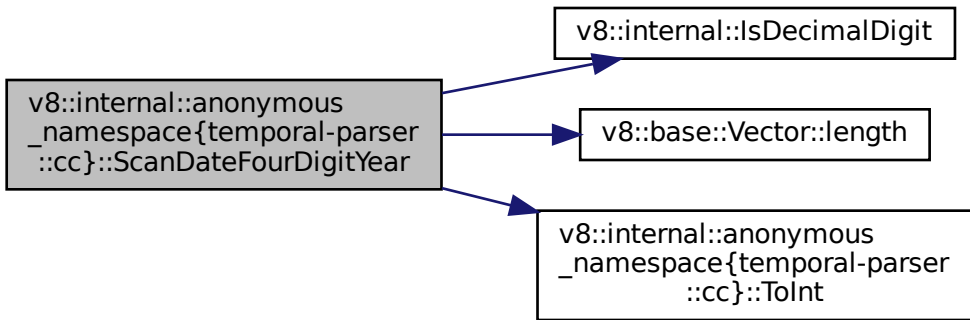 v8::internal::anonymous
_namespace{temporal-parser
::cc}::ScanDateFourDigitYear
v8::internal::IsDecimalDigit
v8::base::Vector::length
v8::internal::anonymous
_namespace{temporal-parser
::cc}::ToInt